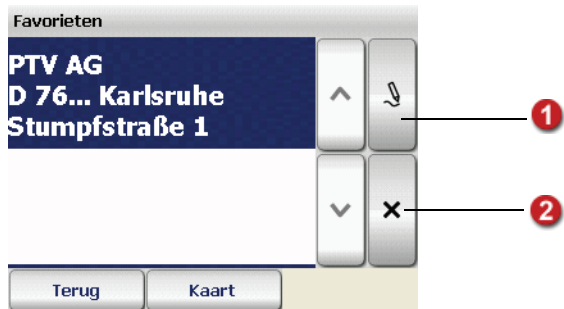 Favorieten
PTV AG
D 76... Karlsruhe
Stumpfstraße 1
1
2
Terug
Kaart